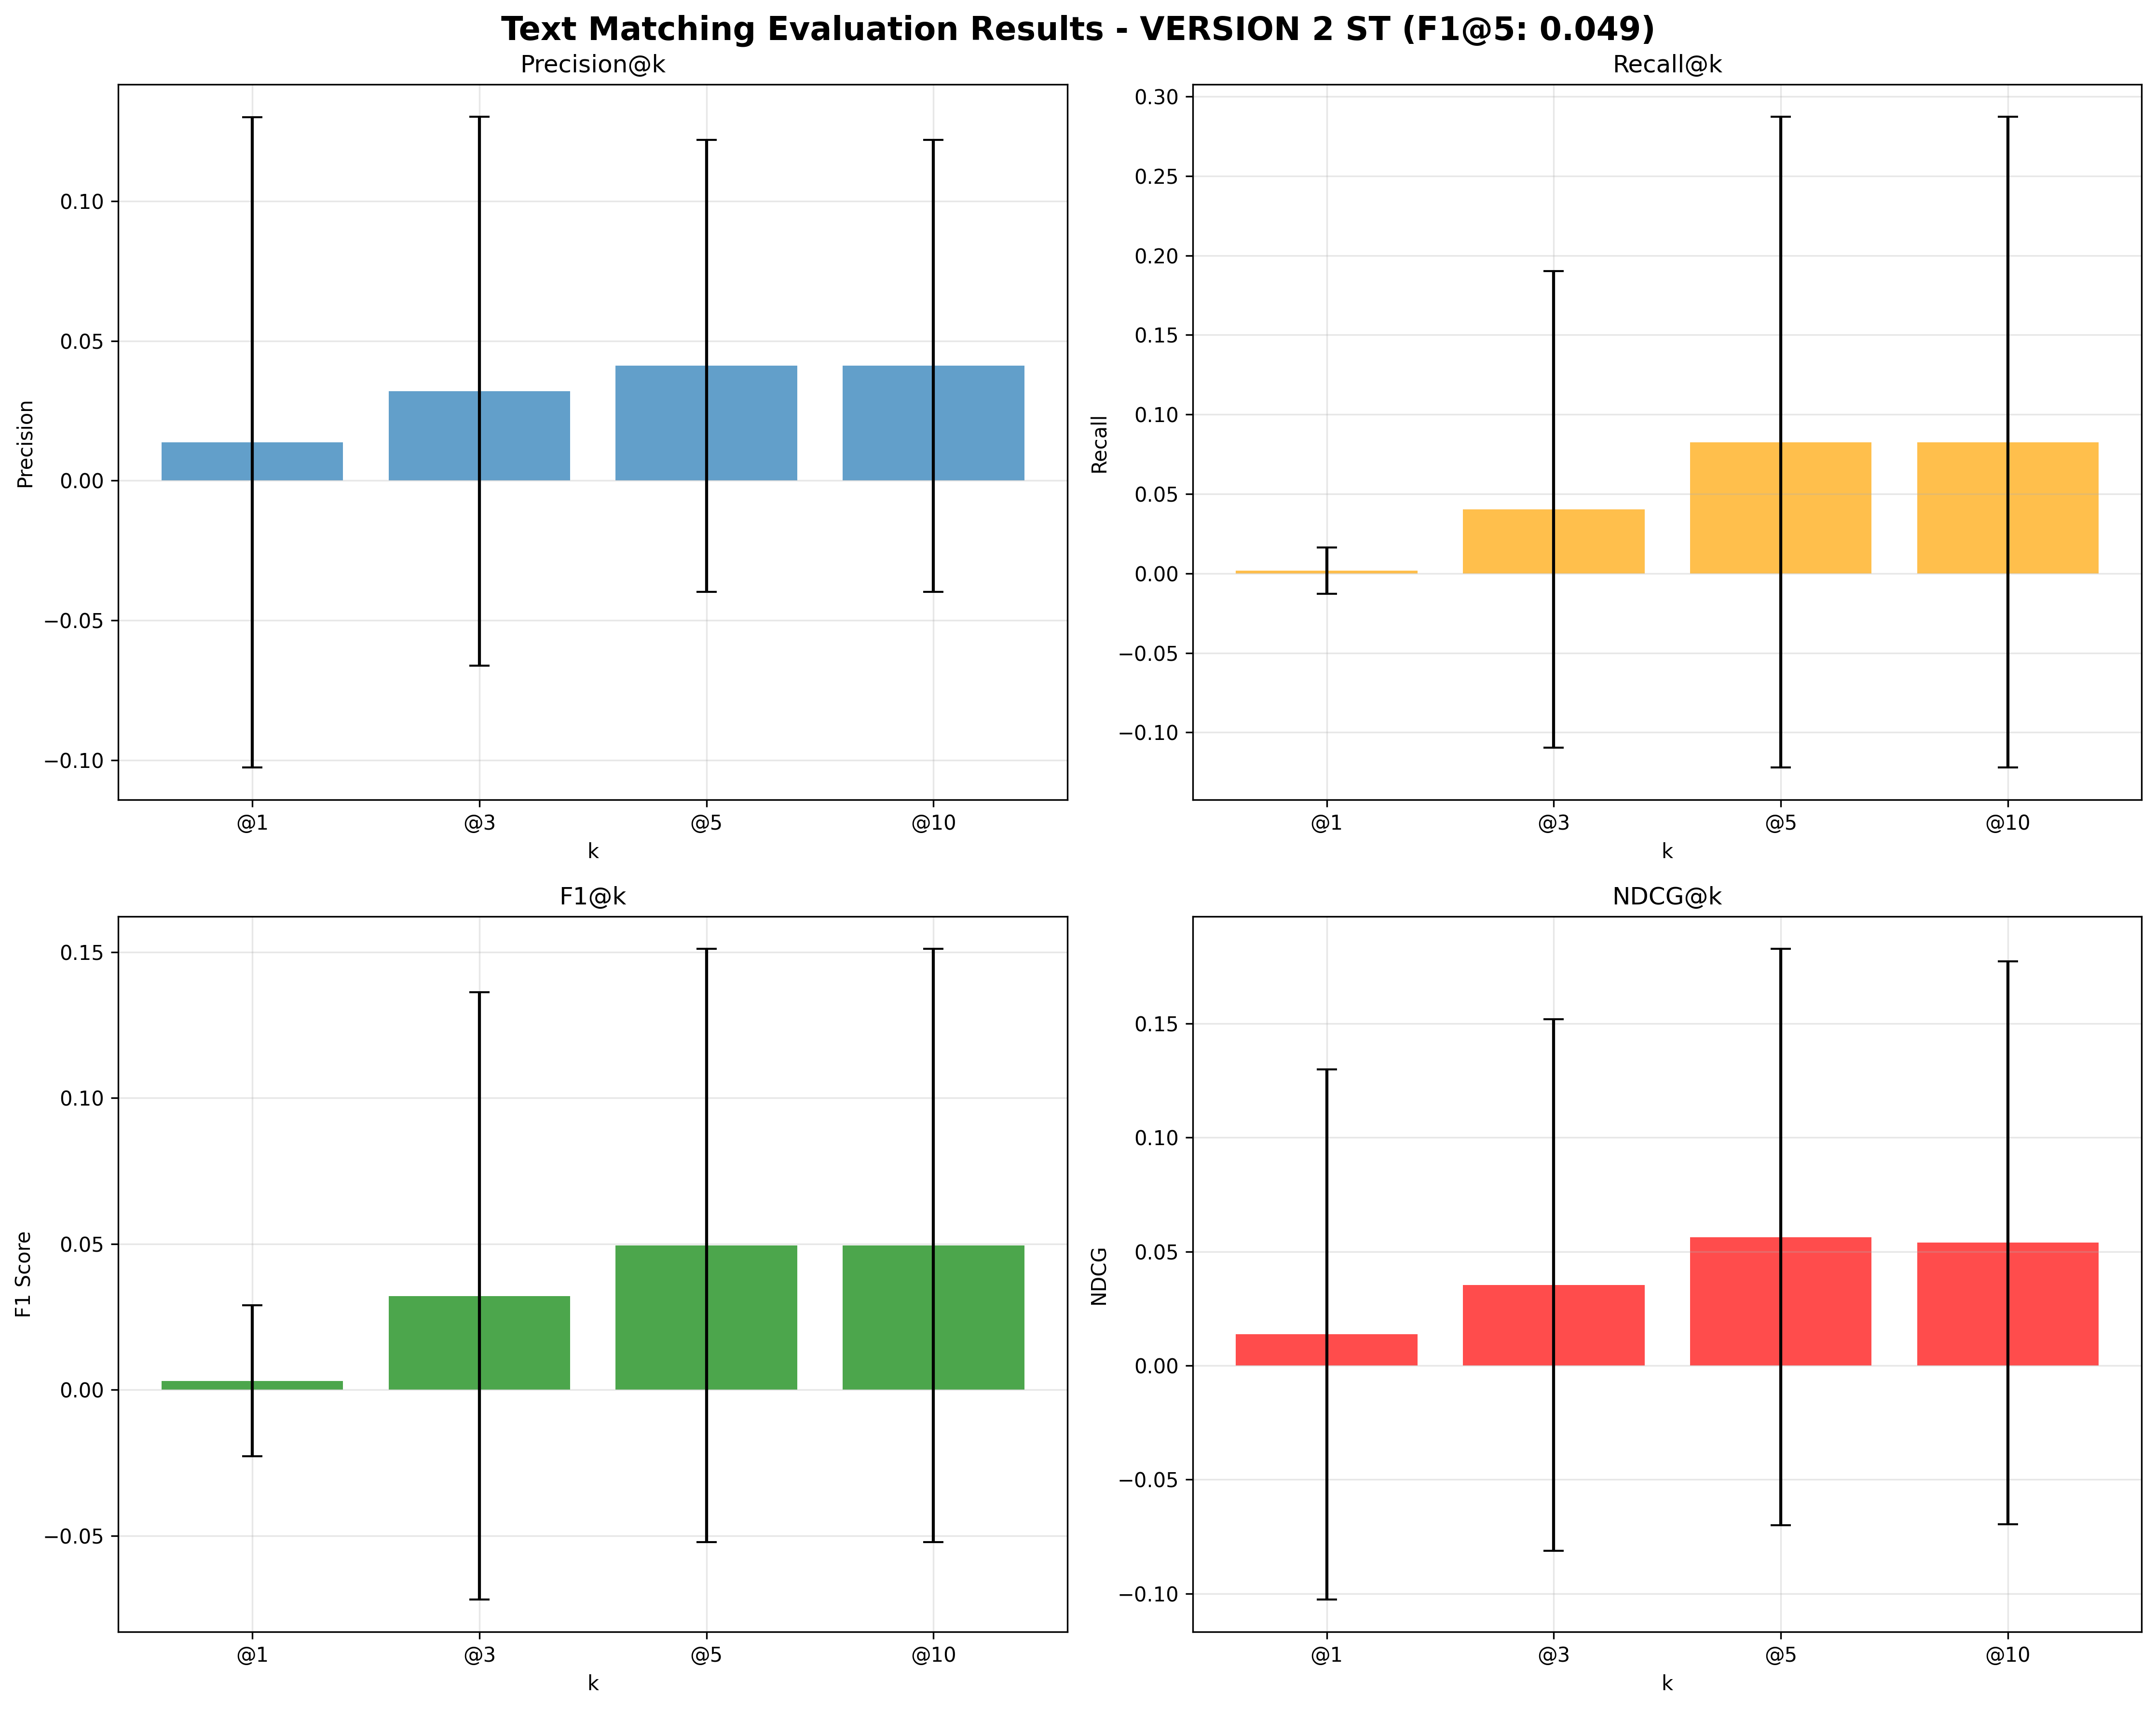 Text Matching Evaluation Results - VERSION 2 ST (F1@5: 0.049)
Precision@k
0.10
0.05
0.00
−0.05
−0.10
Precision
@1 @3 @5 @10
k
Recall@k
0.30
0.25
0.20
0.15
0.10
0.05
0.00
−0.05
−0.10
Recall
@1 @3 @5 @10
k
F1@k
0.15
0.10
0.05
0.00
−0.05
F1 Score
@1 @3 @5 @10
k
NDCG@k
0.15
0.10
0.05
0.00
−0.05
−0.10
NDCG
@1 @3 @5 @10
k